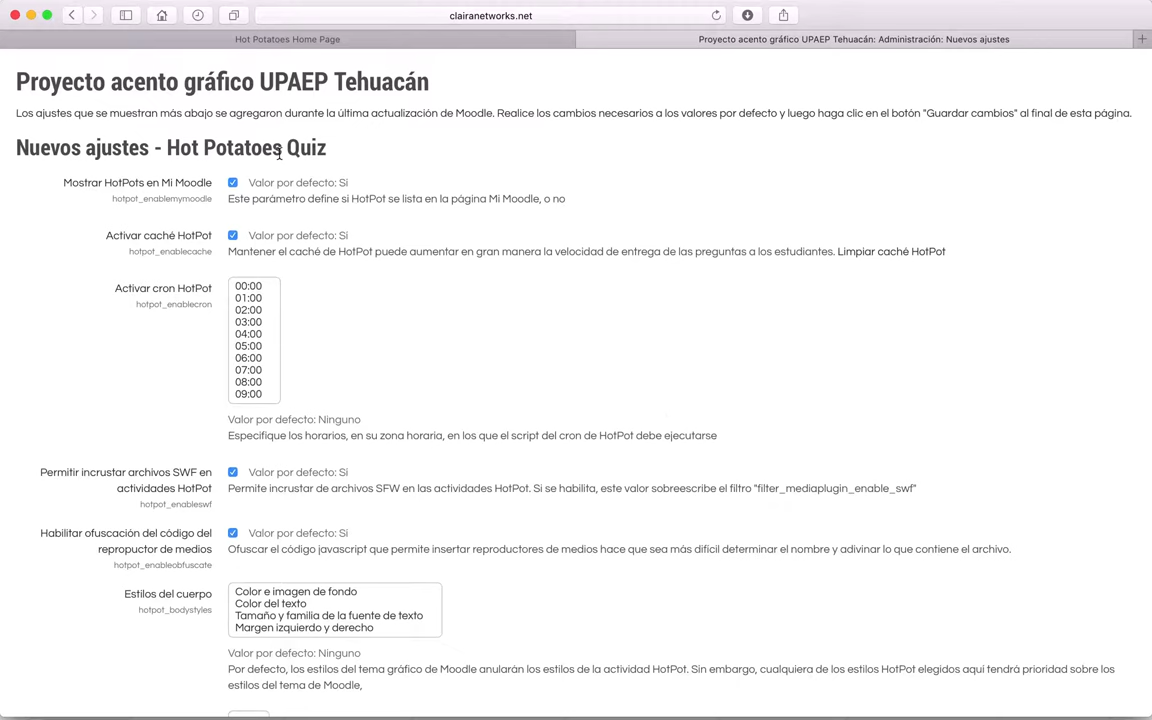 clairanetworks.net
Hot Potatoes Home Page
Proyecto acento gráfico UPAEP Tehuacán: Administración: Nuevos ajustes
Proyecto acento gráfico UPAEP Tehuacán
Los ajustes que se muestran más abajo se agregaron durante la última actualización de Moodle. Realice los cambios necesarios a los valores por defecto y luego haga clic en el botón "Guardar cambios" al final de esta página.
Nuevos ajustes - Hot Potatoes Quiz
Mostrar HotPots en Mi Moodle
Valor por defecto: Si
hotpot_enablemymoodle
Este parámetro define si HotPot se lista en la página Mi Moodle, o no
Activar caché HotPot
Valor por defecto: Si
hotpot_enablecache
Mantener el caché de HotPot puede aumentar en gran manera la velocidad de entrega de las preguntas a los estudiantes. Limpiar caché HotPot
Activar cron HotPot
hotpot_enablecron
00:00
01:00
02:00
03:00
04:00
05:00
06:00
07:00
08:00
09:00
Valor por defecto: Ninguno
Especifique los horarios, en su zona horaria, en los que el script del cron de HotPot debe ejecutarse
Permitir incrustar archivos SWF en
actividades HotPot
hotpot_enableswf
Valor por defecto: Si
Permite incrustar de archivos SFW en las actividades HotPot. Si se habilita, este valor sobreescribe el filtro "filter_mediaplugin_enable_swf"
Habilitar ofuscación del código del
repropuctor de medios
hotpot_enableobfuscate
Valor por defecto: Si
Ofuscar el código javascript que permite insertar reproductores de medios hace que sea más difícil determinar el nombre y adivinar lo que contiene el archivo.
Estilos del cuerpo
hotpot_bodystyles
Color e imagen de fondo
Color del texto
Tamaño y familia de la fuente de texto
Margen izquierdo y derecho
Valor por defecto: Ninguno
Por defecto, los estilos del tema gráfico de Moodle anularán los estilos de la actividad HotPot. Sin embargo, cualquiera de los estilos HotPot elegidos aquí tendrá prioridad sobre los
estilos del tema de Moodle,